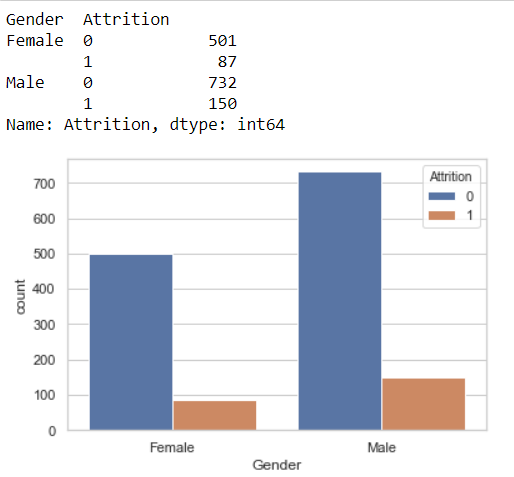 Gender  Attrition
Female  0            501
        1             87
Male    0            732
        1            150
Name: Attrition, dtype: int64
Attrition
0
1
700
600
500
400
300
200
100
0
count
Female Male
Gender